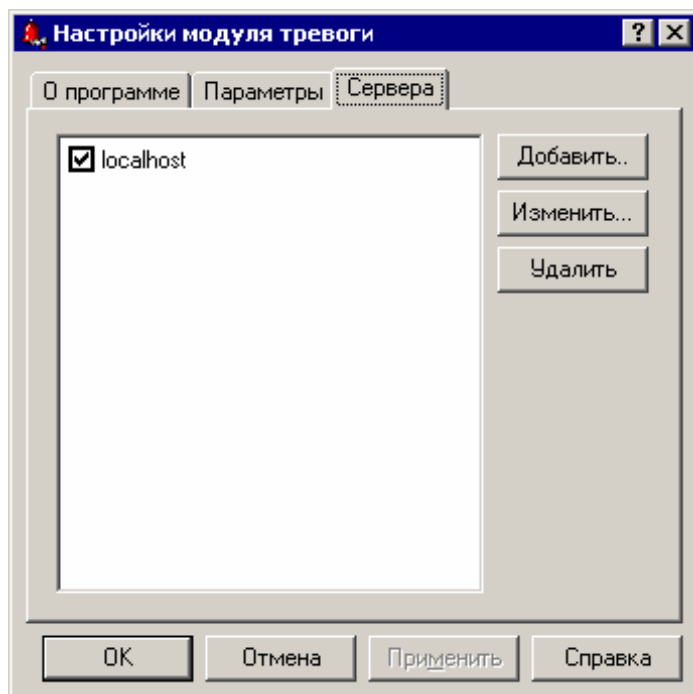 Настройки модуля тревоги
О программе Параметры Сервера
localhost
Добавить..
Изменить...
Удалить
OK Отмена Применить Справка